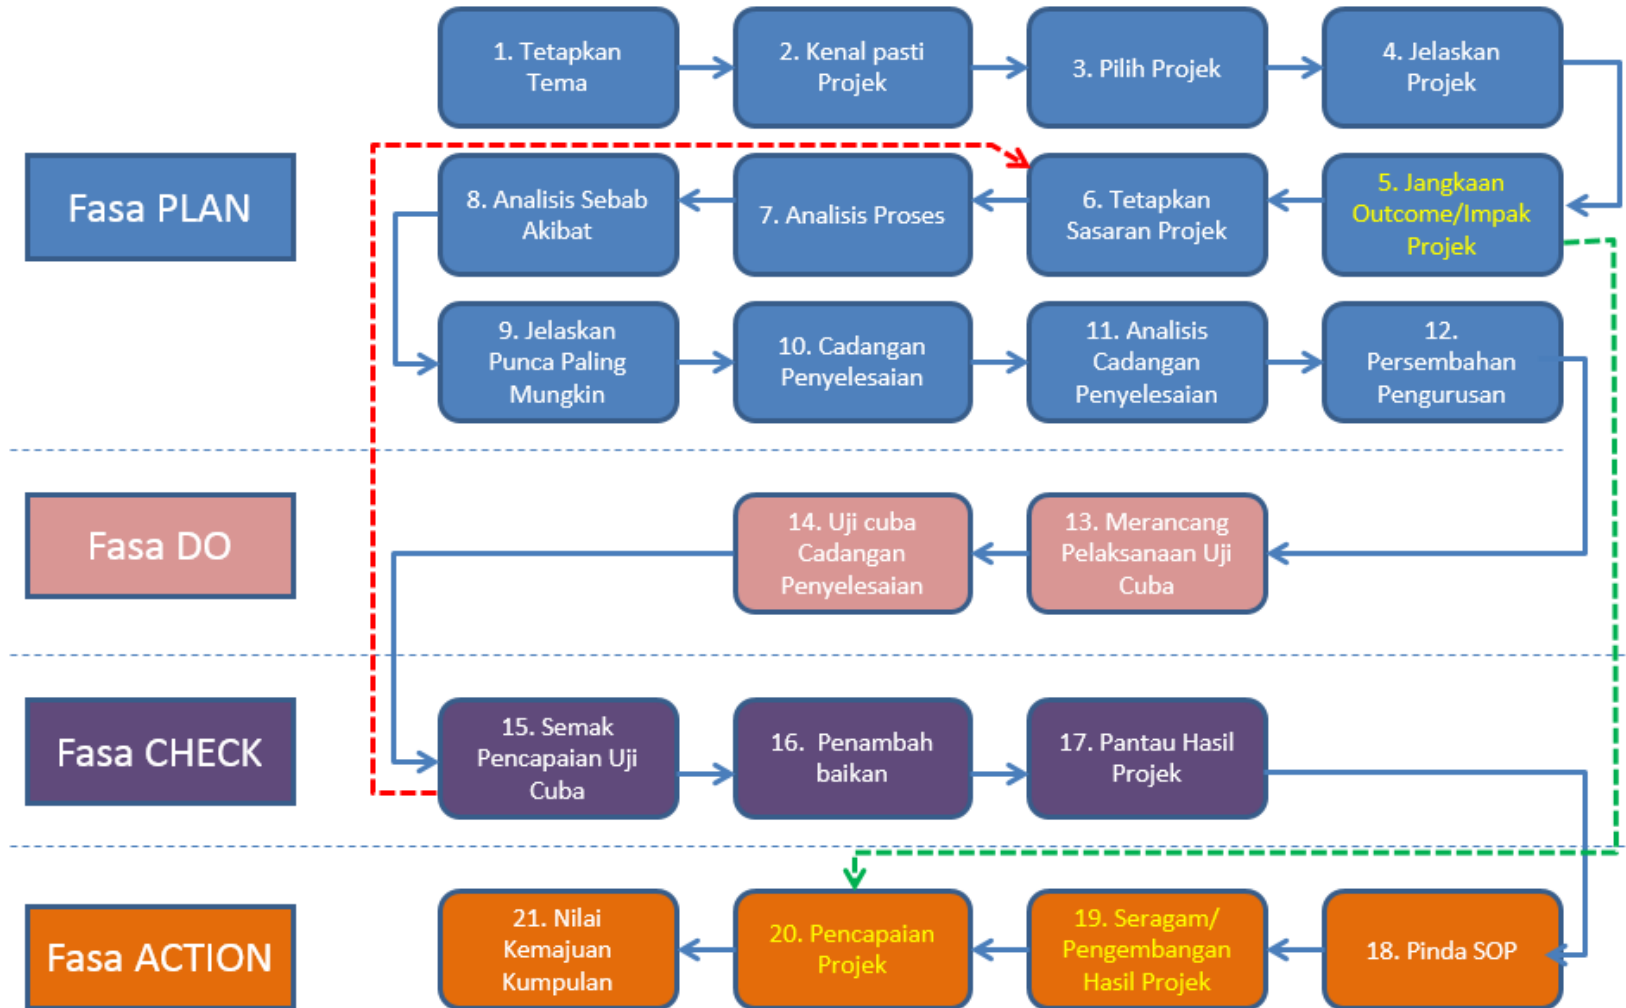 1. Tetapkan
Tema
2. Kenal pasti
Projek
3. Pilih Projek
4. Jelaskan
Projek
Fasa PLAN
5. Jangkaan
Outcome/Impak
Projek
6. Tetapkan
Sasaran Projek
7. Analisis Proses
8. Analisis Sebab
Akibat
9. Jelaskan
Punca Paling
Mungkin
10. Cadangan
Penyelesaian
11. Analisis
Cadangan
Penyelesaian
12.
Persembahan
Pengurusan
Fasa DO
13. Merancang
Pelaksanaan Uji
Cuba
14. Uji cuba
Cadangan
Penyelesaian
Fasa CHECK
15. Semak
Pencapaian Uji
Cuba
16. Penambah
baikan
17. Pantau Hasil
Projek
Fasa ACTION
18. Pinda SOP
19. Seragam/
Pengembangan
Hasil Projek
20. Pencapaian
Projek
21. Nilai
Kemajuan
Kumpulan